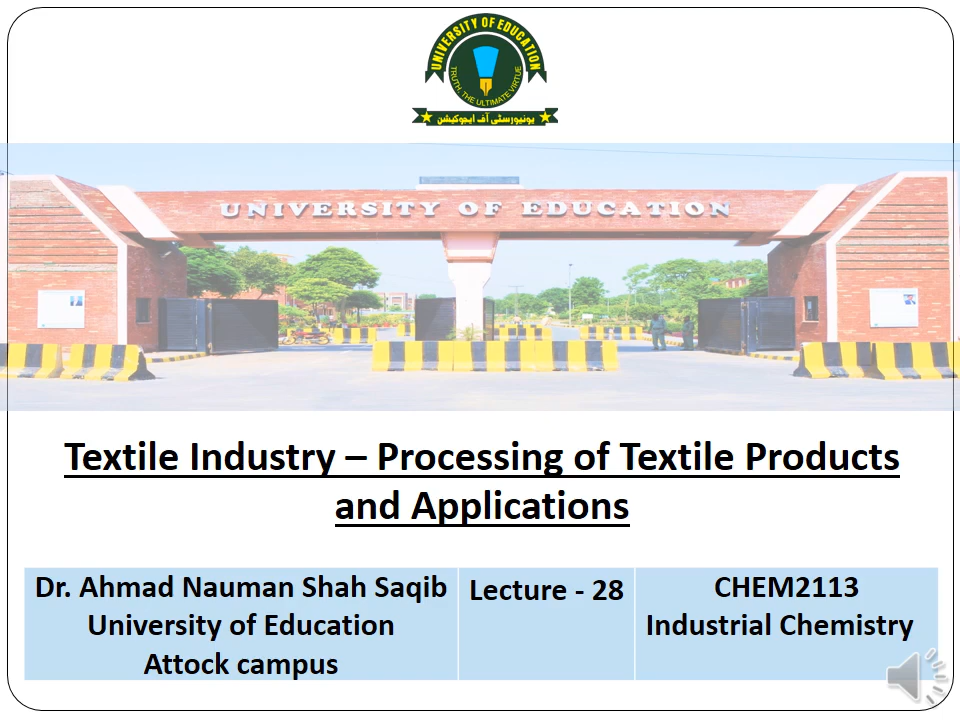 UNIVERSITY OF EDUCATION
TRUTH, THE ULTIMATE VIRTUE
یونیورسٹی آف ایجوکیشن
UNIVERSITY OF EDUCATION
Textile Industry – Processing of Textile Products
and Applications
Dr. Ahmad Nauman Shah Saqib
University of Education
Attock campus
Lecture - 28
CHEM2113
Industrial Chemistry